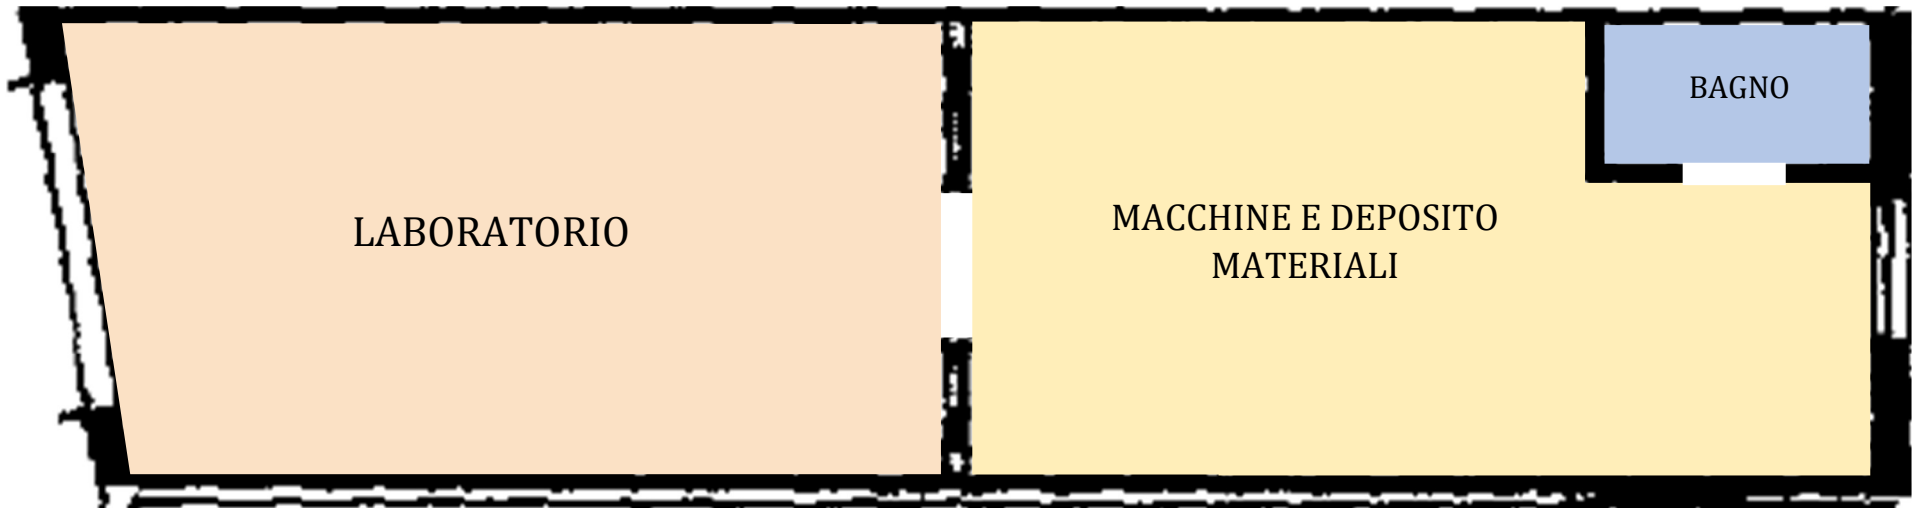 LABORATORIO
MACCHINE E DEPOSITO
MATERIALI
BAGNO